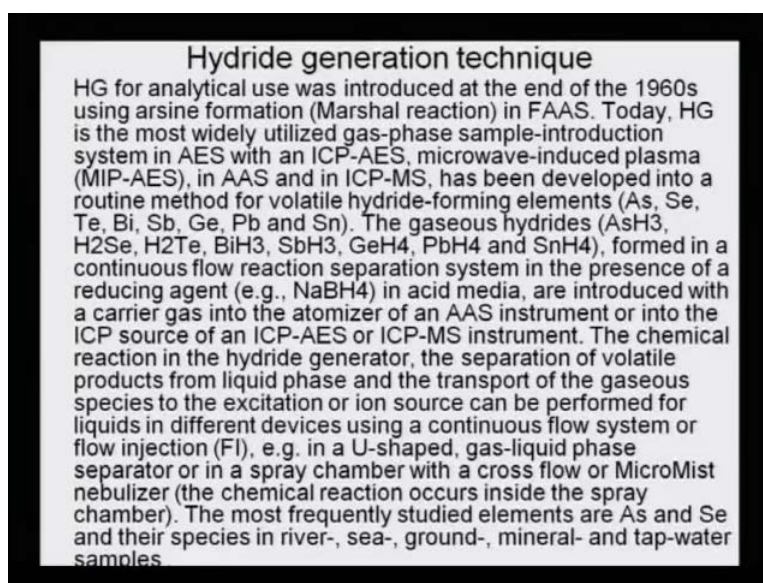 Hydride generation technique
HG for analytical use was introduced at the end of the 1960s
using arsine formation (Marshal reaction) in FAAS. Today, HG
is the most widely utilized gas-phase sample-introduction
system in AES with an ICP-AES, microwave-induced plasma
(MIP-AES), in AAS and in ICP-MS, has been developed into a
routine method for volatile hydride-forming elements (As, Se,
Te, Bi, Sb, Ge, Pb and Sn). The gaseous hydrides (AsH3,
H2Se, H2Te, BiH3, SbH3, GeH4, PbH4 and SnH4), formed in a
continuous flow reaction separation system in the presence of a
reducing agent (e.g., NaBH4) in acid media, are introduced with
a carrier gas into the atomizer of an AAS instrument or into the
ICP source of an ICP-AES or ICP-MS instrument. The chemical
reaction in the hydride generator, the separation of volatile
products from liquid phase and the transport of the gaseous
species to the excitation or ion source can be performed for
liquids in different devices using a continuous flow system or
flow injection (FI), e.g. in a U-shaped, gas-liquid phase
separator or in a spray chamber with a cross flow or MicroMist
nebulizer (the chemical reaction occurs inside the spray
chamber). The most frequently studied elements are As and Se
and their species in river-, sea-, ground-, mineral- and tap-water
samples